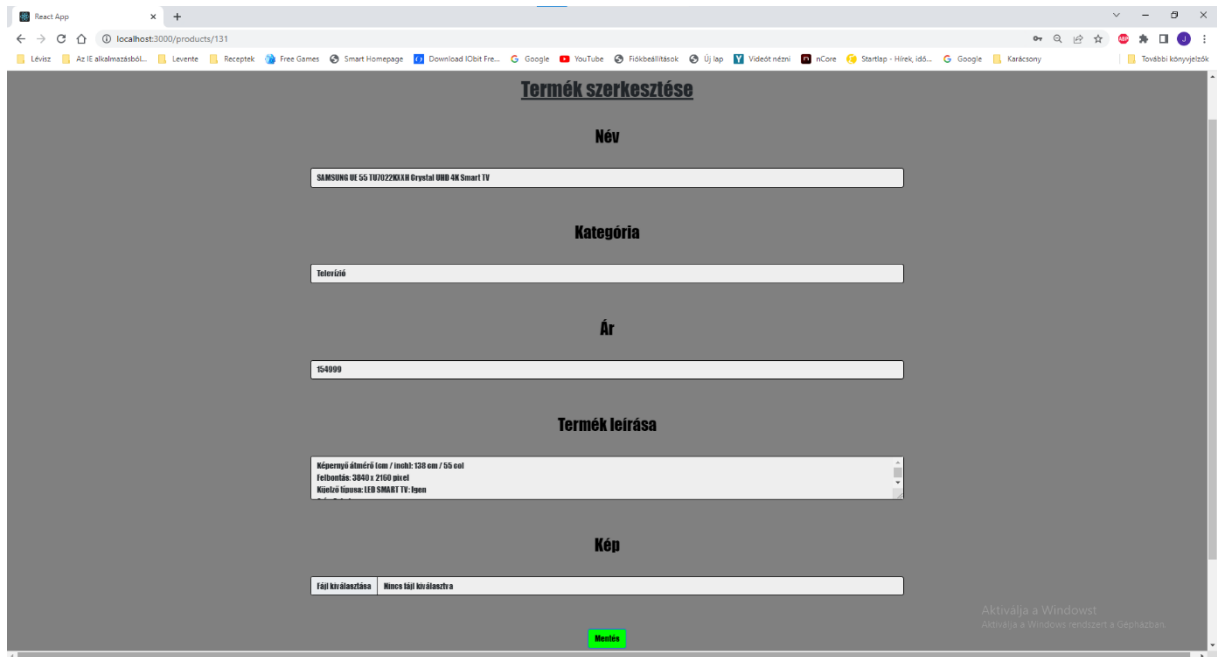 React App
localhost:3000/products/131
Lévisz Az IE alkalmazásból... Levente Receptek Free Games Smart Homepage Download IObit Fre... Google YouTube Fiókbeállítások Új lap Videót nézni nCore Startlap - Hírek, idő... Google Karácsony További könyvjelzők
Termék szerkesztése
Név
SAMSUNG UE 55 TU7022KXXH Crystal UHD 4K Smart TV
Kategória
Televízió
Ár
154999
Termék leírása
Képernyő átmérő (cm / inch): 138 cm / 55 col
Felbontás: 3840 x 2160 pixel
Kijelző típusa: LED SMART TV: Igen
Kép
Fájl kiválasztása Nincs fájl kiválasztva
Aktiválja a Windowst
Aktiválja a Windows rendszert a Gépházban.
Mentés